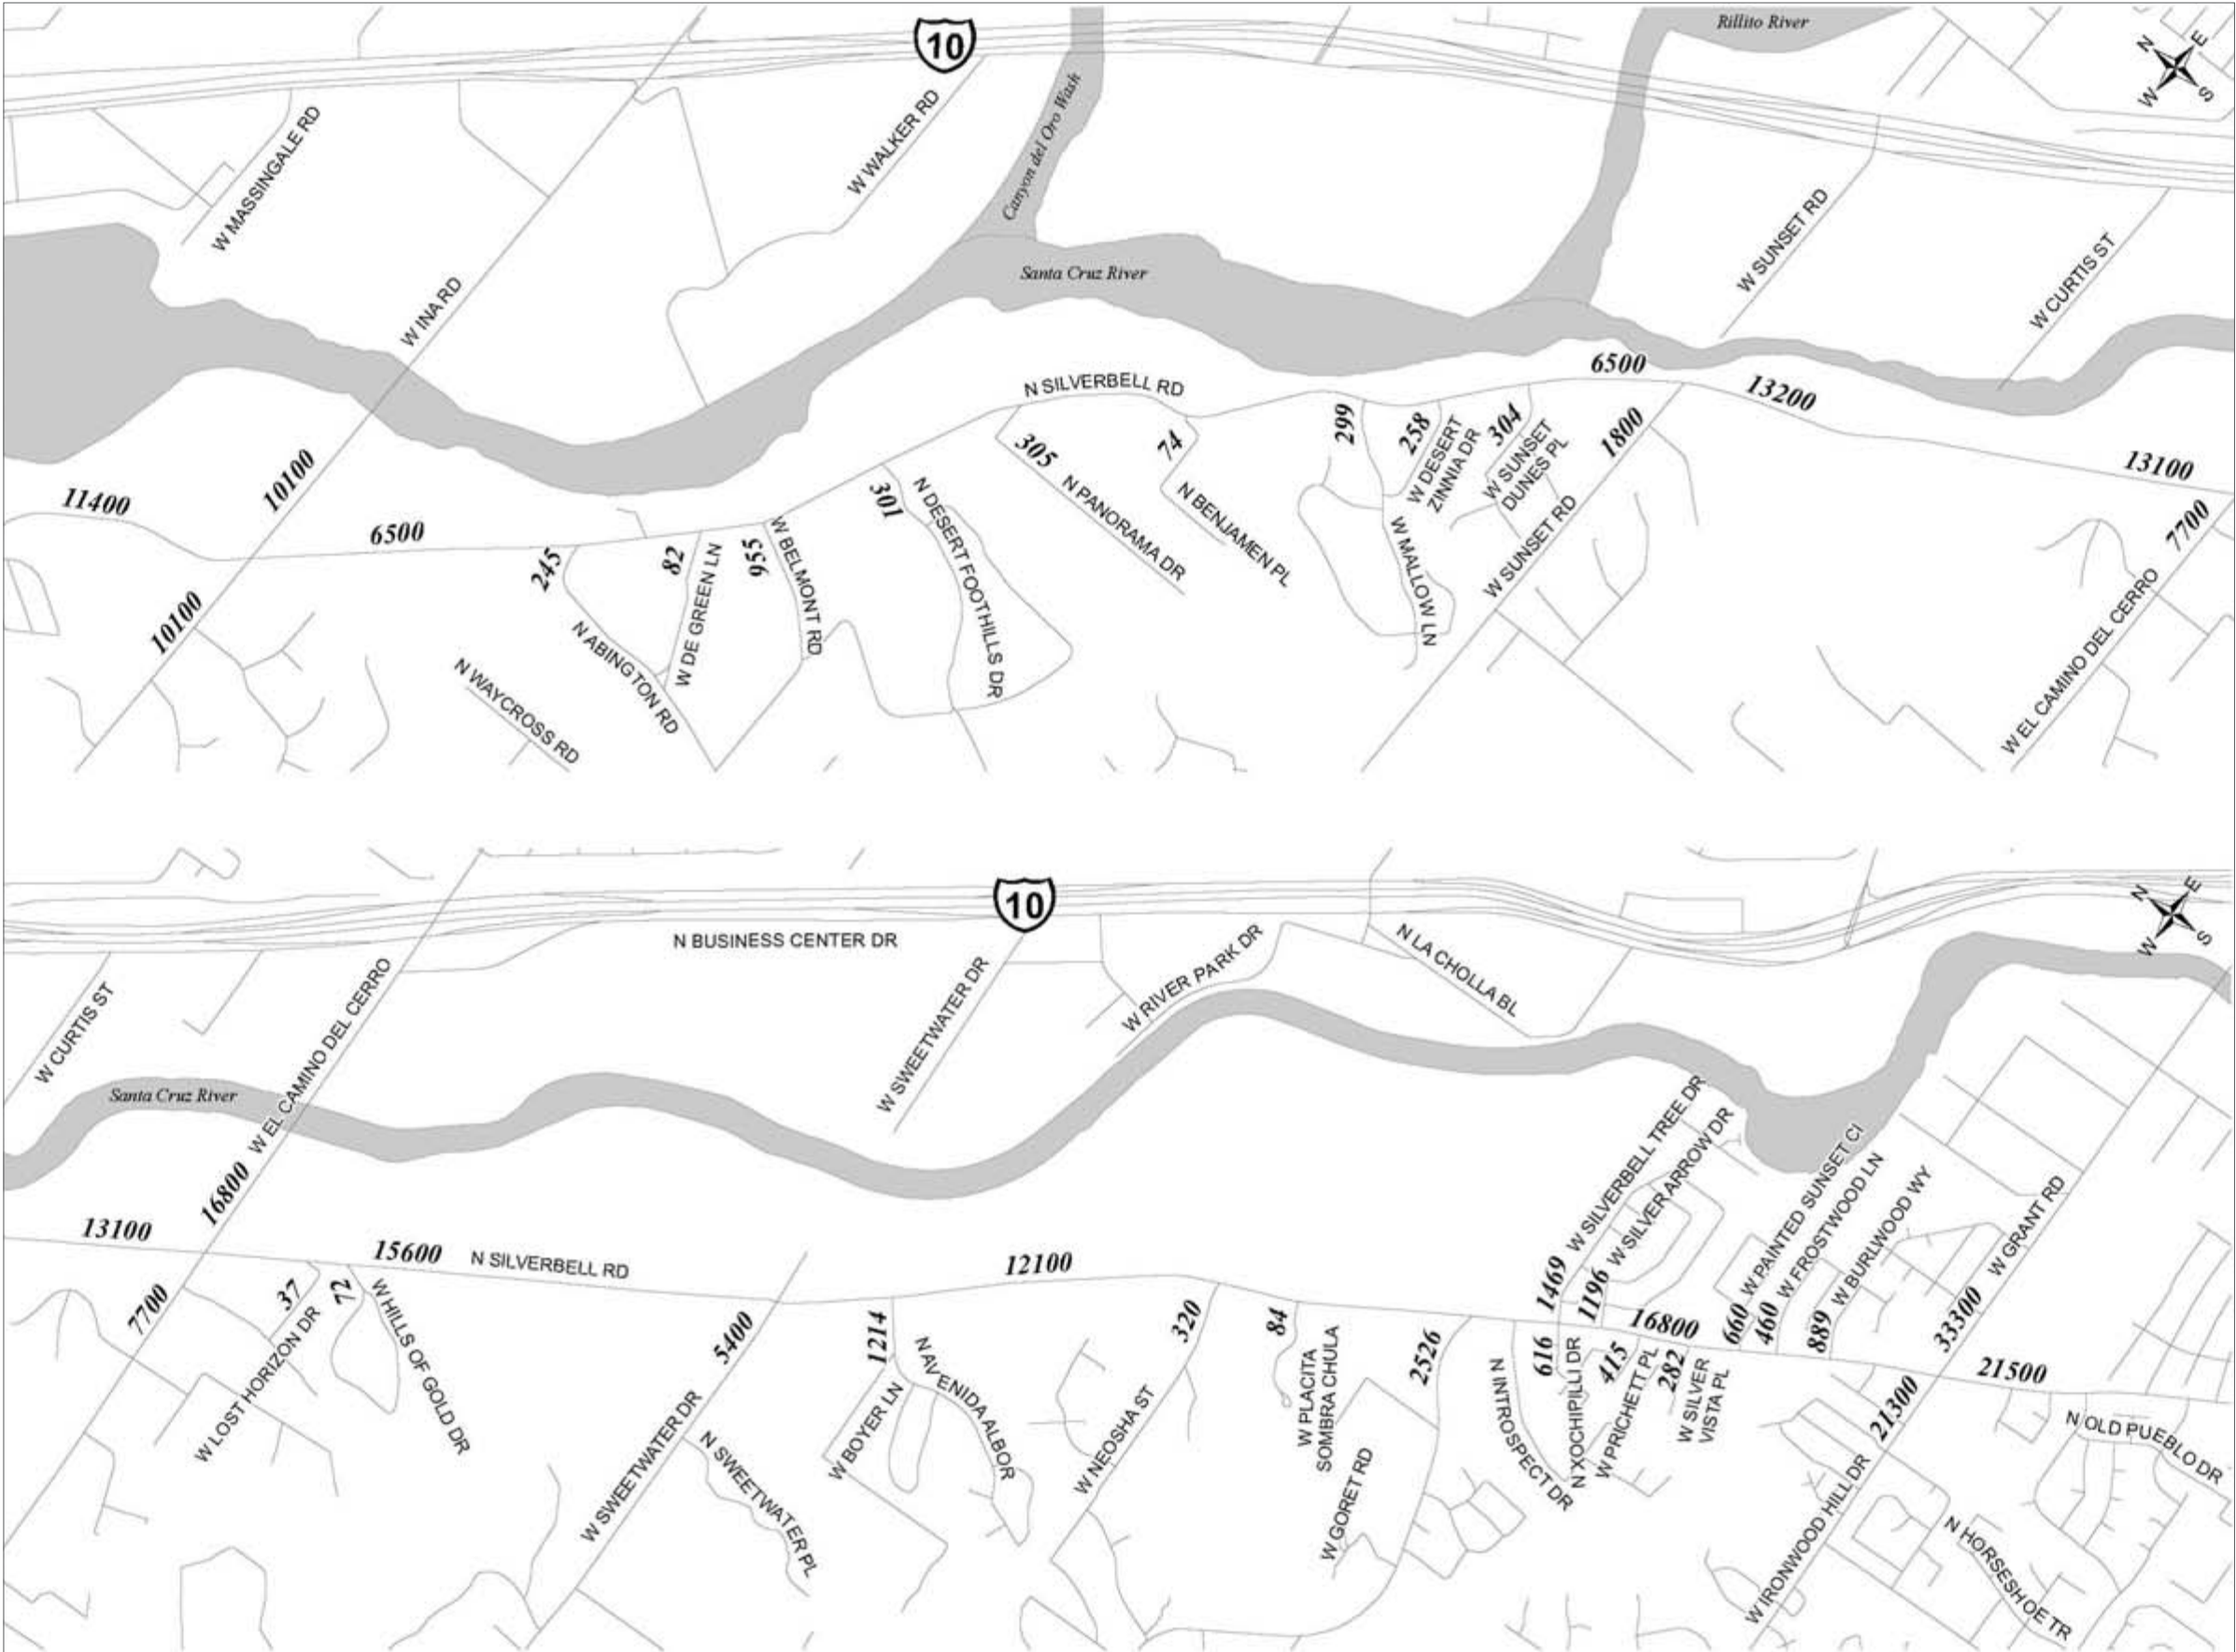 10
Rillito River
N
E
W
S
W MASSINGALE RD
W WALKER RD
Canyon del Oro Wash
W INA RD
Santa Cruz River
W SUNSET RD
W CURTIS ST
N SILVERBELL RD
6500
13200
13100
11400
10100
6500
10100
245
82
955
301
305
74
299
258
304
1800
7700
W BELMONT RD
N DESERT FOOTHILLS DR
N PANORAMA DR
N BENJAMEN PL
W DESERT
ZINNIA DR
W SUNSET
DUNES PL
W MALLOW LN
W SUNSET RD
N WAYCROSS RD
N ABINGTON RD
W DE GREEN LN
W EL CAMINO DEL CERRO
10
N
E
W
S
N BUSINESS CENTER DR
W CURTIS ST
W EL CAMINO DEL CERRO
W SWEETWATER DR
W RIVER PARK DR
N LA CHOLLA BL
Santa Cruz River
16800
13100
15600
N SILVERBELL RD
12100
W SILVERBELL TREE DR
W SILVER ARROW DR
W PAINTED SUNSET CI
W FROSTWOOD LN
W BURLWOOD WY
W GRANT RD
1469
1196
16800
660
460
889
33300
21500
7700
37
72
5400
1214
320
84
2526
616
415
282
21300
W LOST HORIZON DR
W HILLS OF GOLD DR
W SWEETWATER DR
N SWEETWATER PL
W BOYER LN
N AVENIDA ALBOR
W NEOSHA ST
W PLACITA
SOMBRA CHULA
W GORET RD
N INTROSPECT DR
N XOCHIPILLI DR
W PRICHETT PL
W SILVER
VISTA PL
W IRONWOOD HILL DR
N OLD PUEBLO DR
N HORSESHOE TR